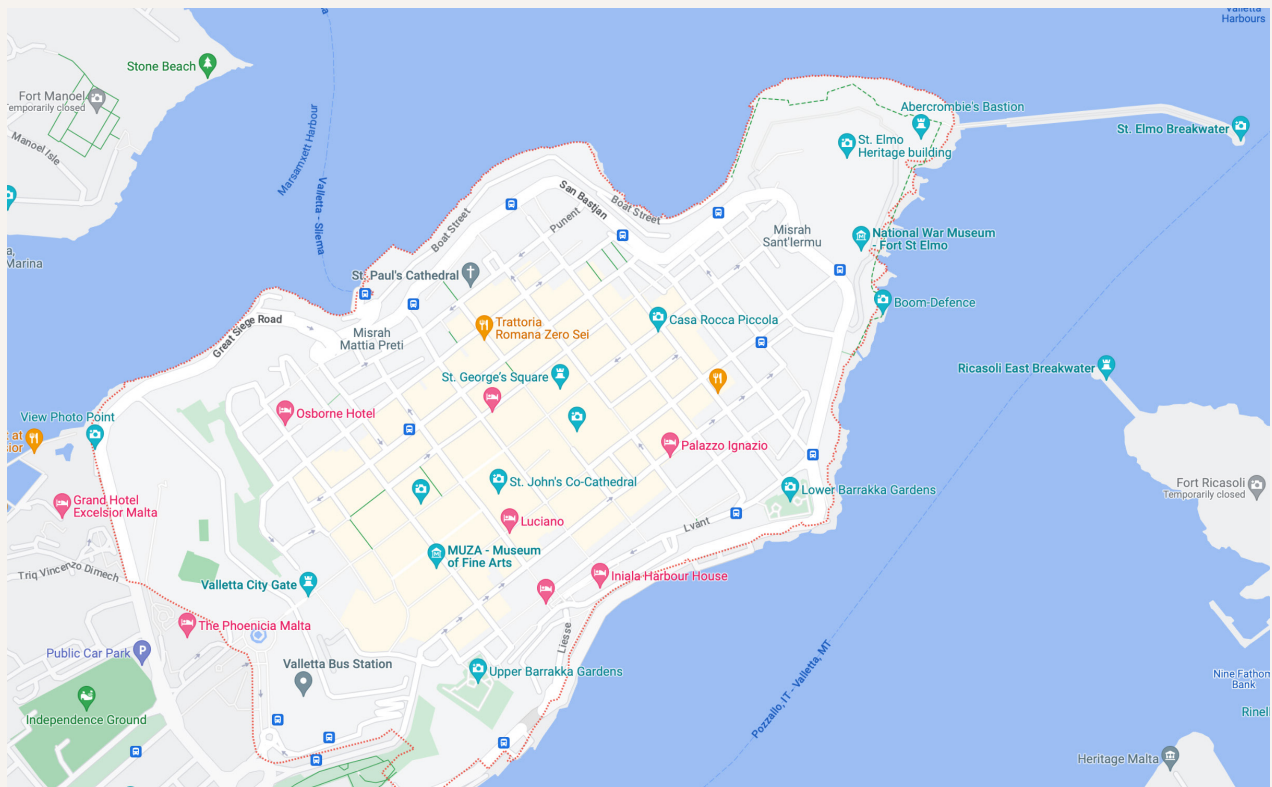 Valletta
Harbours
Stone Beach
Fort Manoel
Temporarily closed
Manoel Isle
Marsamxett Harbour
Valletta - Sliema
Abercrombie's Bastion
St. Elmo Breakwater
St. Elmo
Heritage building
San Bastjan
Boat Street
Boat Street
Punent
Misrah
Sant'Iermu
National War Museum
- Fort St Elmo
a,
Marina
St. Paul's Cathedral
Boom-Defence
Great Siege Road
Misrah
Mattia Preti
Trattoria
Romana Zero Sei
Casa Rocca Piccola
Ricasoli East Breakwater
St. George's Square
View Photo Point
Osborne Hotel
at
sior
Palazzo Ignazio
St. John's Co-Cathedral
Lower Barrakka Gardens
Fort Ricasoli
Temporarily closed
Grand Hotel
Excelsior Malta
Luciano
Lvant
MUZA - Museum
of Fine Arts
Triq Vincenzo Dimech
Valletta City Gate
Iniala Harbour House
The Phoenicia Malta
Liesse
Public Car Park
P
Valletta Bus Station
Upper Barrakka Gardens
Pozzallo, IT - Valletta, MT
Nine Fathom
Bank
Independence Ground
Rinel
Heritage Malta